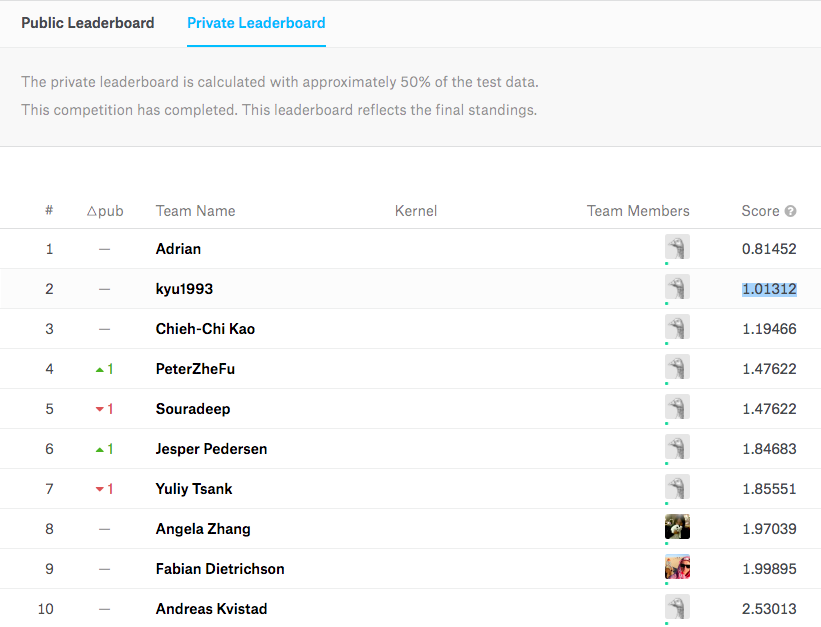 Public Leaderboard Private Leaderboard
The private leaderboard is calculated with approximately 50% of the test data.
This competition has completed. This leaderboard reflects the final standings.
# △pub Team Name Kernel Team Members Score ?
1 — Adrian 0.81452
2 — kyu1993 1.01312
3 — Chieh-Chi Kao 1.19466
4 ▲1 PeterZheFu 1.47622
5 ▼1 Souradeep 1.47622
6 ▲1 Jesper Pedersen 1.84683
7 ▼1 Yuliy Tsank 1.85551
8 — Angela Zhang 1.97039
9 — Fabian Dietrichson 1.99895
10 — Andreas Kvistad 2.53013